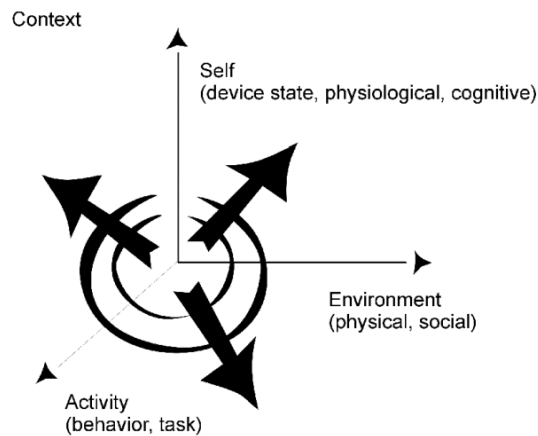 Context
Self
(device state, physiological, cognitive)
Environment
(physical, social)
Activity
(behavior, task)